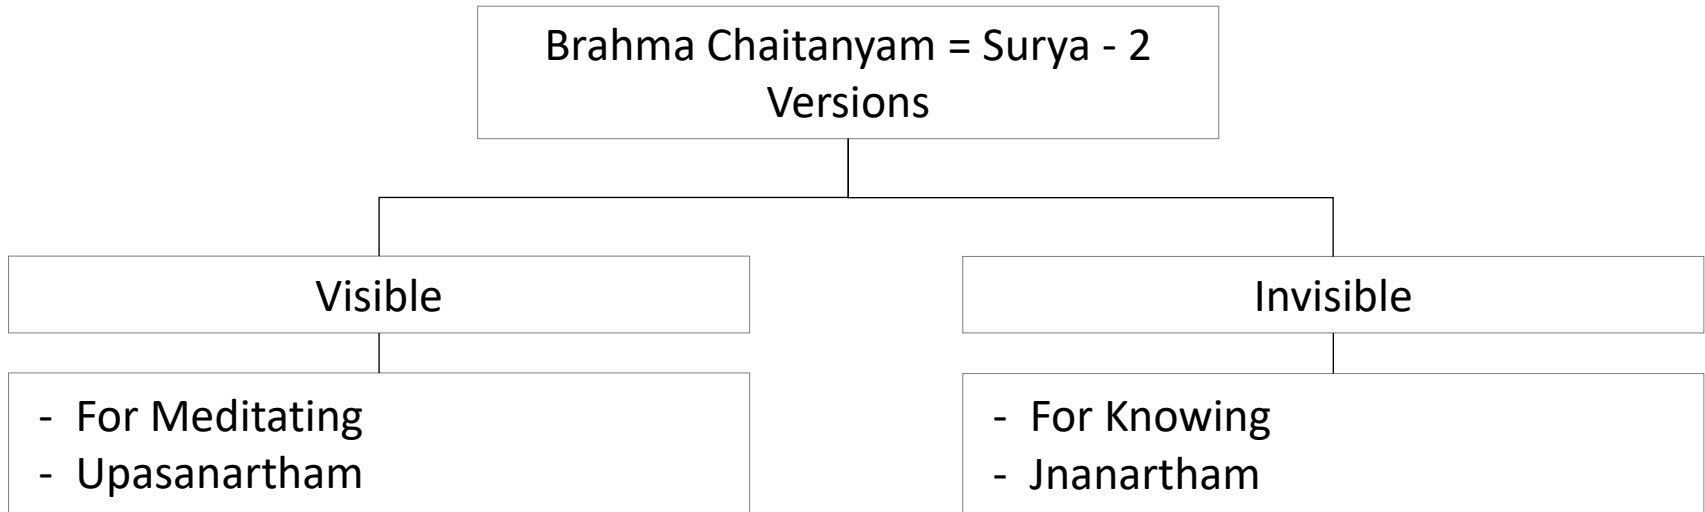 Brahma Chaitanyam = Surya - 2
Versions
Visible
Invisible
- For Meditating
- Upasanartham
- For Knowing
- Jnanartham